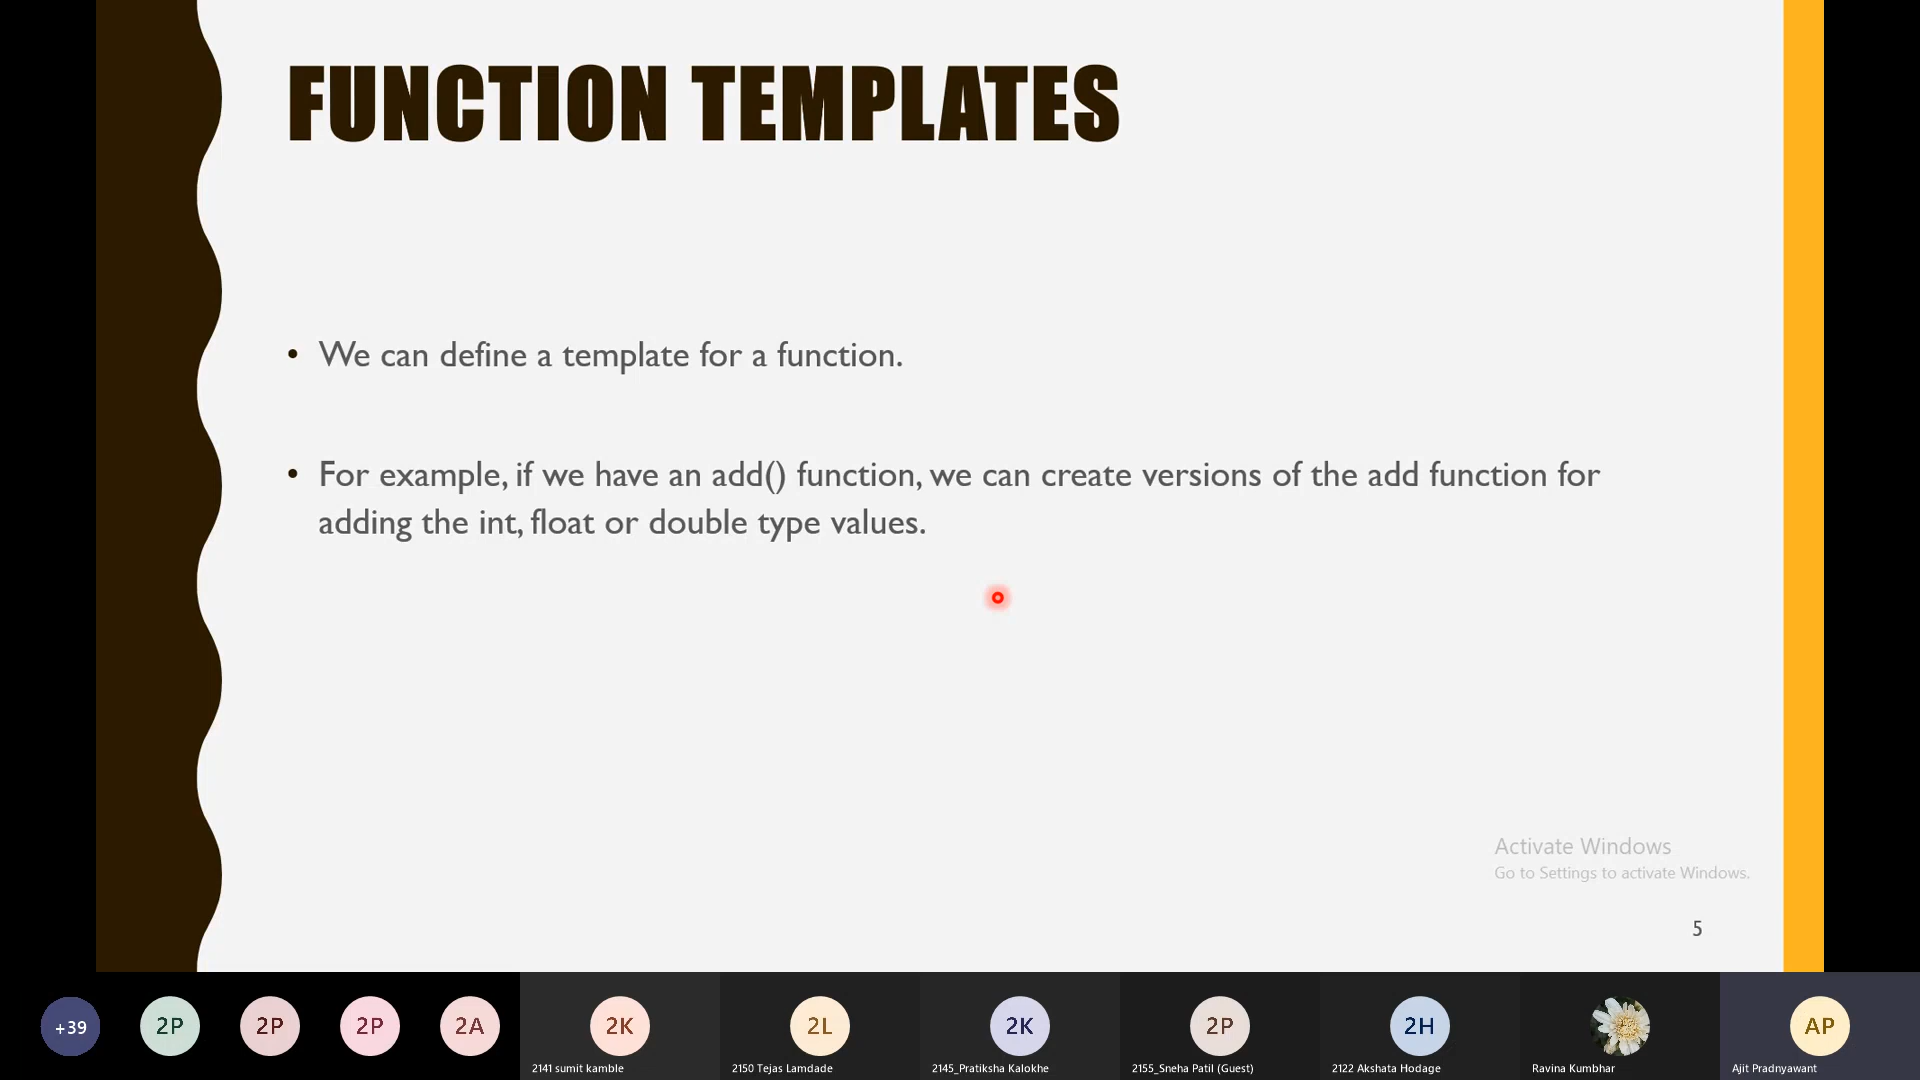 FUNCTION TEMPLATES
• We can define a template for a function.
• For example, if we have an add() function, we can create versions of the add function for
adding the int, float or double type values.
Activate Windows
Go to Settings to activate Windows.
5
+39
2P
2P
2P
2A
2K
2L
2K
2P
2H
AP
2141 sumit kamble
2150 Tejas Lamdade
2145_Pratiksha Kalokhe
2155_Sneha Patil (Guest)
2122 Akshata Hodage
Ravina Kumbhar
Ajit Pradnyawant